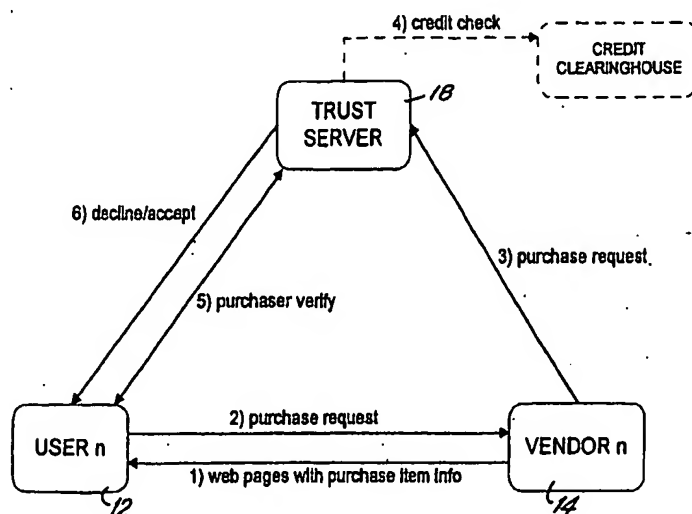 4) credit check
CREDIT
CLEARINGHOUSE
18
TRUST
SERVER
6) decline/accept
3) purchase request
5) purchaser verify
2) purchase request
USER n
VENDOR n
1) web pages with purchase item info
12
14